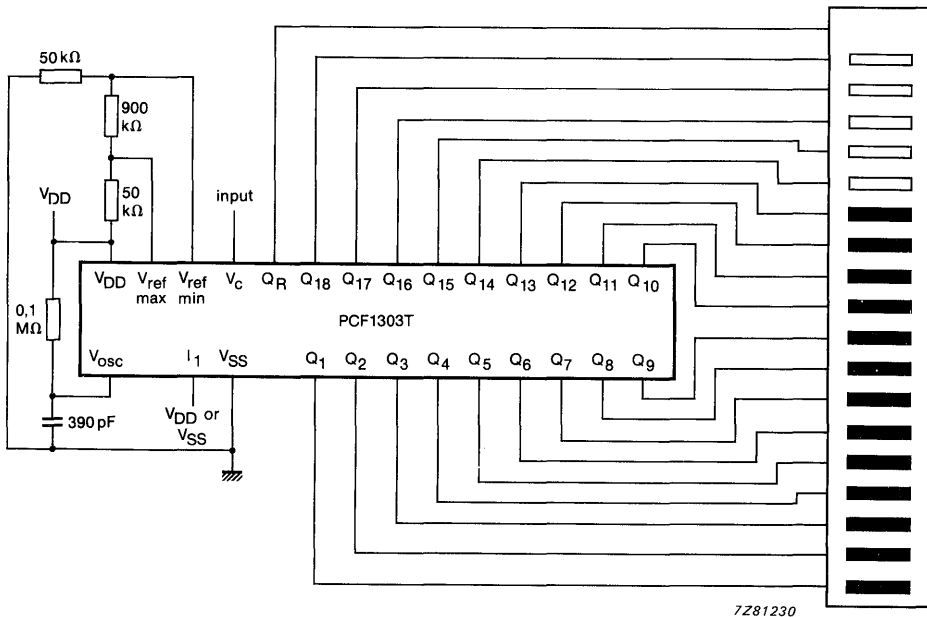 50 kΩ
900
kΩ
50
kΩ
VDD
input
VDD Vref max Vref min VC QR Q18 Q17 Q16 Q15 Q14 Q13 Q12 Q11 Q10
0,1
MΩ
PCF1303T
VOSC I1 VSS Q1 Q2 Q3 Q4 Q5 Q6 Q7 Q8 Q9
390 pF
VDD or
VSS
7Z81230